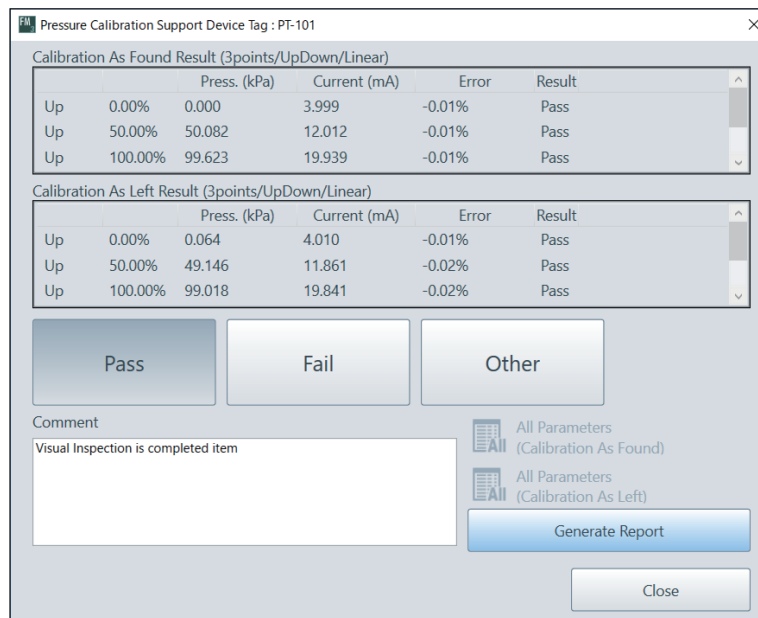 FM Pressure Calibration Support Device Tag : PT-101
Calibration As Found Result (3points/UpDown/Linear)
Press. (kPa) Current (mA) Error Result
Up 0.00% 0.000 3.999 -0.01% Pass
Up 50.00% 50.082 12.012 -0.01% Pass
Up 100.00% 99.623 19.939 -0.01% Pass
Calibration As Left Result (3points/UpDown/Linear)
Press. (kPa) Current (mA) Error Result
Up 0.00% 0.064 4.010 -0.01% Pass
Up 50.00% 49.146 11.861 -0.02% Pass
Up 100.00% 99.018 19.841 -0.02% Pass
Pass Fail Other
Comment
Visual Inspection is completed item
All All Parameters
(Calibration As Found)
All All Parameters
(Calibration As Left)
Generate Report
Close